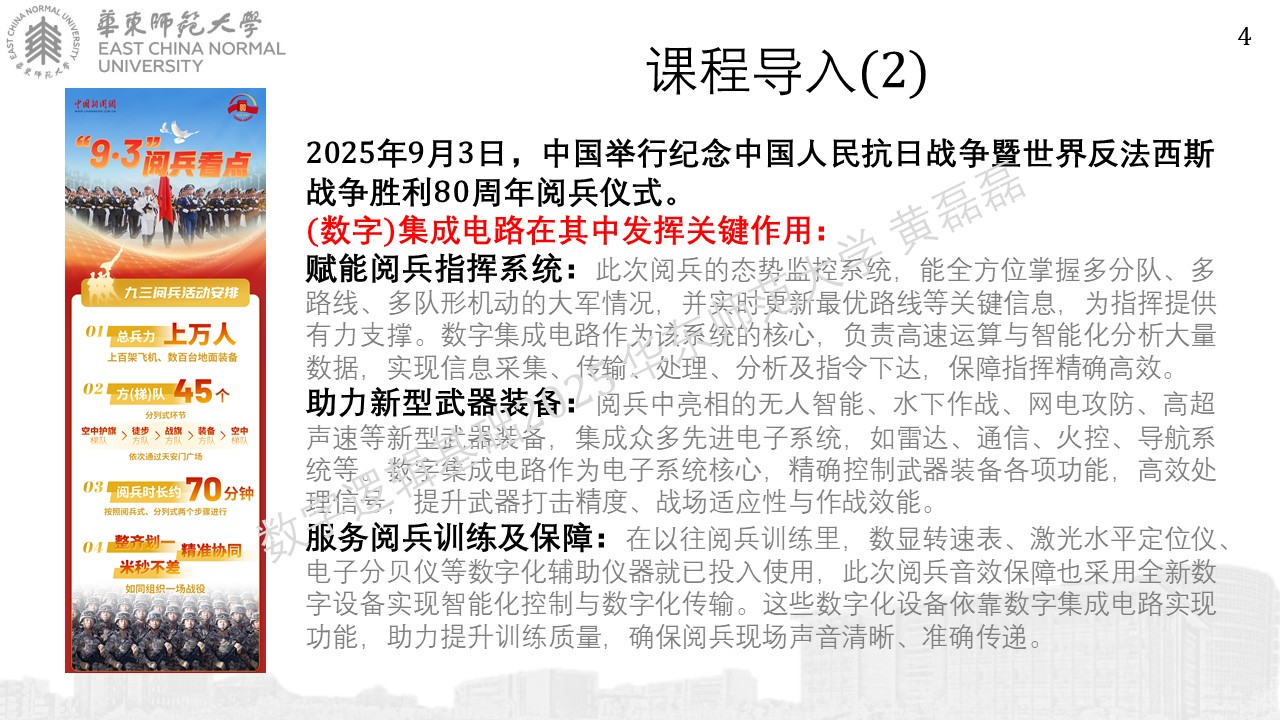 EAST CHINA NORMAL UNIVERSITY
華東師范大學
華東師范大學
EAST CHINA NORMAL
UNIVERSITY
4
课程导入(2)
中国新闻网
80
“9·3”阅兵看点
九三阅兵活动安排
01 总兵力 上万人
上百架飞机、数百台地面装备
02 方(梯)队 45个
分列式环节
空中护旗梯队 > 徒步方队 > 战旗方队 > 装备方队 > 空中梯队
依次通过天安门广场
03 阅兵时长约 70分钟
按照阅兵式、分列式两个步骤进行
04 整齐划一 精准协同
米秒不差
如同组织一场战役
2025年9月3日，中国举行纪念中国人民抗日战争暨世界反法西斯
战争胜利80周年阅兵仪式。
(数字)集成电路在其中发挥关键作用：
赋能阅兵指挥系统：此次阅兵的态势监控系统，能全方位掌握多分队、多
路线、多队形机动的大军情况，并实时更新最优路线等关键信息，为指挥提供
有力支撑。数字集成电路作为该系统的核心，负责高速运算与智能化分析大量
数据，实现信息采集、传输、处理、分析及指令下达，保障指挥精确高效。
助力新型武器装备：阅兵中亮相的无人智能、水下作战、网电攻防、高超
声速等新型武器装备，集成众多先进电子系统，如雷达、通信、火控、导航系
统等，数字集成电路作为电子系统核心，精确控制武器装备各项功能，高效处
理信号，提升武器打击精度、战场适应性与作战效能。
服务阅兵训练及保障：在以往阅兵训练里，数显转速表、激光水平定位仪、
电子分贝仪等数字化辅助仪器就已投入使用，此次阅兵音效保障也采用全新数
字设备实现智能化控制与数字化传输。这些数字化设备依靠数字集成电路实现
功能，助力提升训练质量，确保阅兵现场声音清晰、准确传递。
数字逻辑基础2025 华东师范大学 黄磊磊